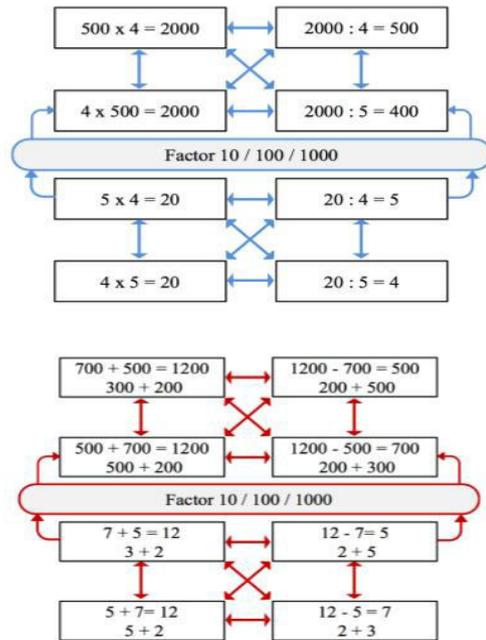 500 x 4 = 2000
2000 : 4 = 500
4 x 500 = 2000
2000 : 5 = 400
Factor 10 / 100 / 1000
5 x 4 = 20
20 : 4 = 5
4 x 5 = 20
20 : 5 = 4
700 + 500 = 1200
300 + 200
1200 - 700 = 500
200 + 500
500 + 700 = 1200
500 + 200
1200 - 500 = 700
200 + 300
Factor 10 / 100 / 1000
7 + 5 = 12
3 + 2
12 - 7= 5
2 + 5
5 + 7= 12
5 + 2
12 - 5 = 7
2 + 3